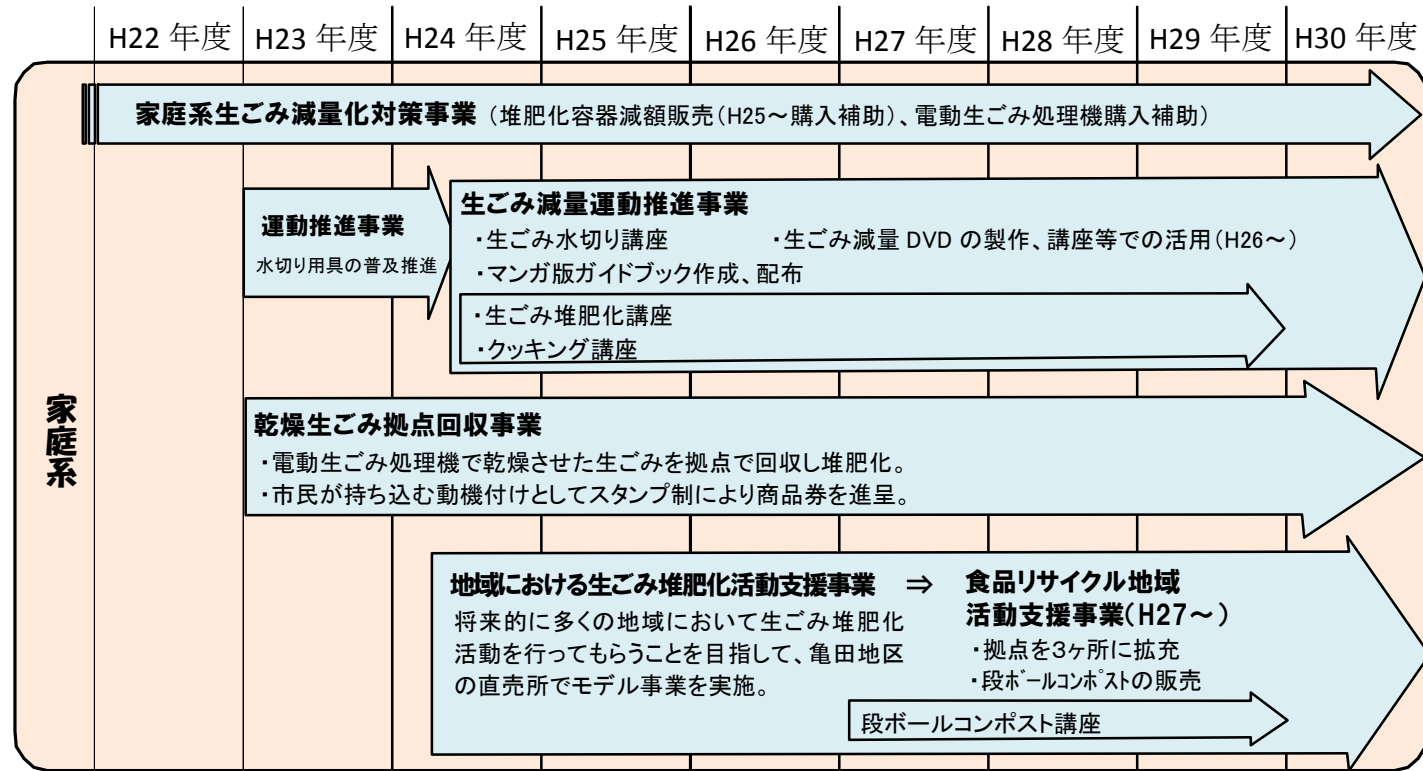 H22 年度 H23 年度 H24 年度 H25 年度 H26 年度 H27 年度 H28 年度 H29 年度 H30 年度
家庭系
家庭系生ごみ減量化対策事業（堆肥化容器減額販売（H25～購入補助）、電動生ごみ処理機購入補助）
運動推進事業
水切り用具の普及推進
生ごみ減量運動推進事業
・生ごみ水切り講座 ・生ごみ減量 DVD の製作、講座等での活用（H26～）
・マンガ版ガイドブック作成、配布
・生ごみ堆肥化講座
・クッキング講座
乾燥生ごみ拠点回収事業
・電動生ごみ処理機で乾燥させた生ごみを拠点で回収し堆肥化。
・市民が持ち込む動機付けとしてスタンプ制により商品券を進呈。
地域における生ごみ堆肥化活動支援事業 ⇒
将来的に多くの地域において生ごみ堆肥化
活動を行ってもらうことを目指して、亀田地区
の直売所でモデル事業を実施。
食品リサイクル地域
活動支援事業（H27～）
・拠点を３ヶ所に拡充
・段ﾎﾞｰﾙｺﾝﾎﾟｽﾄの販売
段ボールコンポスト講座